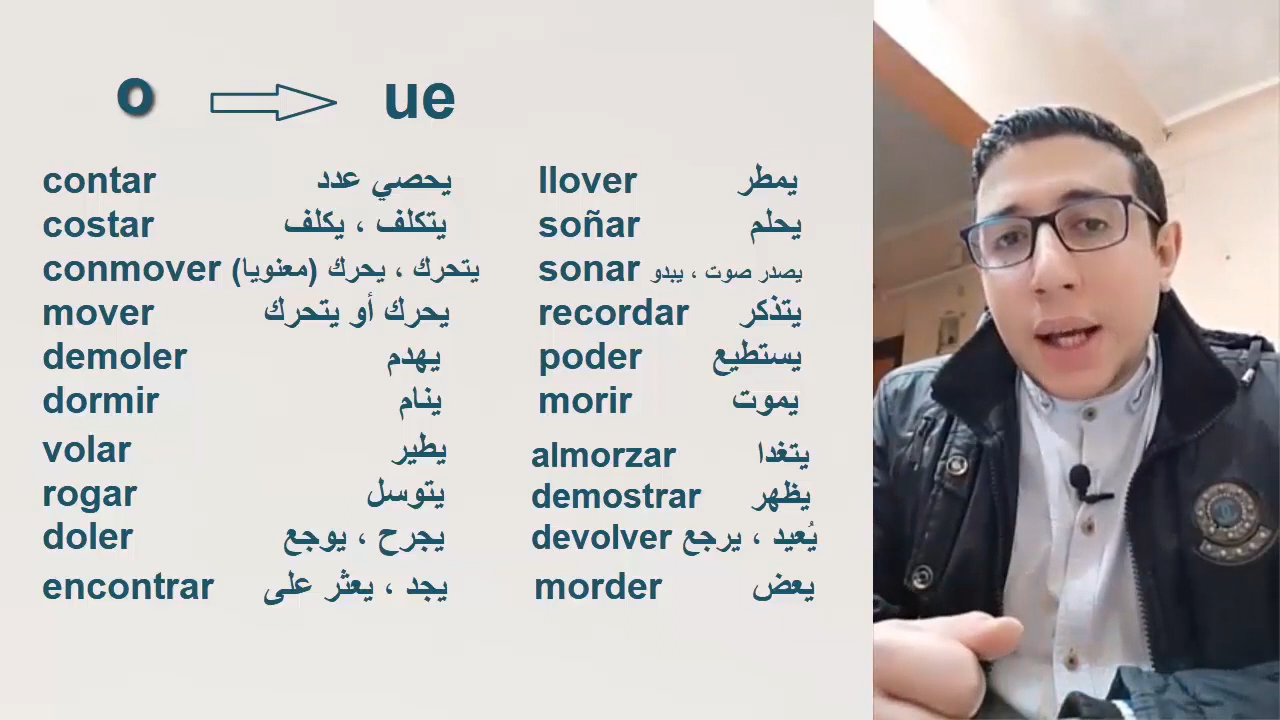 o ue
contar يحصي عدد
costar يتكلف ، يكلف
conmover يتحرك ، يحرك (معنويا)
mover يحرك أو يتحرك
demoler يهدم
dormir ينام
volar يطير
rogar يتوسل
doler يجرح ، يوجع
encontrar يجد ، يعثر على
llover يمطر
soñar يحلم
sonar يصدر صوت ، يبدو
recordar يتذكر
poder يستطيع
morir يموت
almorzar يتغدا
demostrar يظهر
devolver يُعيد ، يرجع
morder يعض